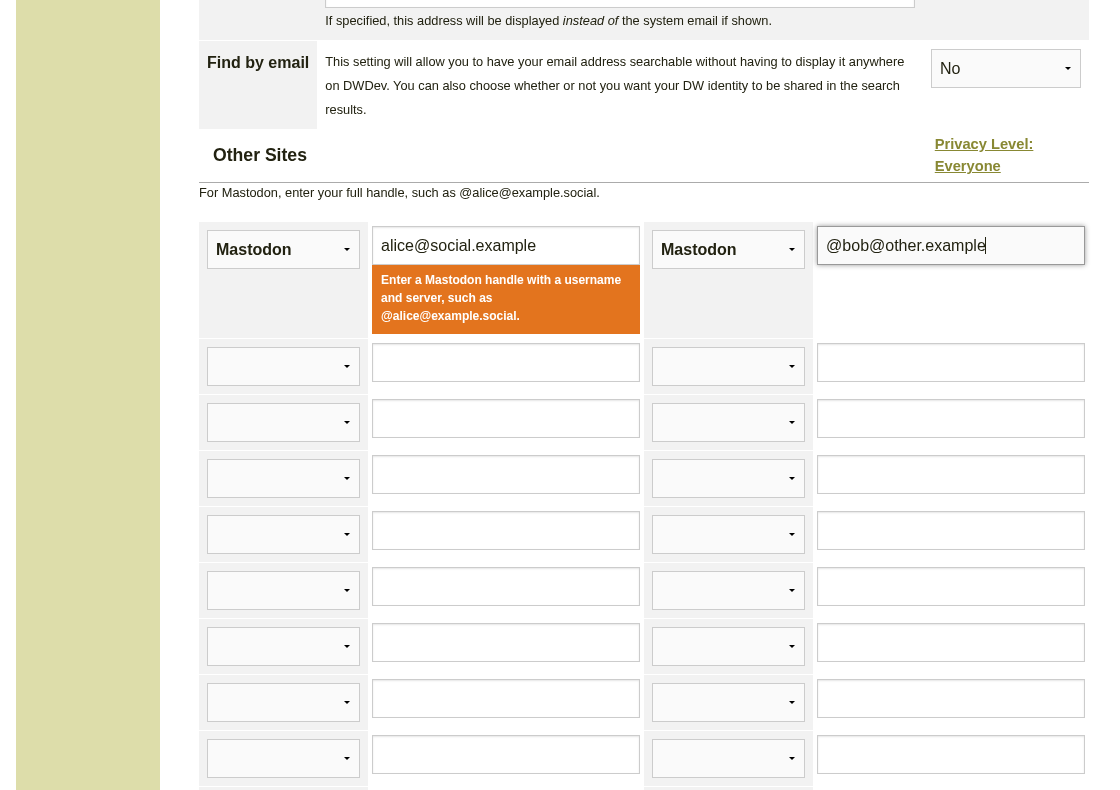 If specified, this address will be displayed instead of the system email if shown.
Find by email
This setting will allow you to have your email address searchable without having to display it anywhere
on DWDev. You can also choose whether or not you want your DW identity to be shared in the search
results.
No
Other Sites
Privacy Level:
Everyone
For Mastodon, enter your full handle, such as @alice@example.social.
Mastodon
alice@social.example
Enter a Mastodon handle with a username
and server, such as
@alice@example.social.
Mastodon
@bob@other.example